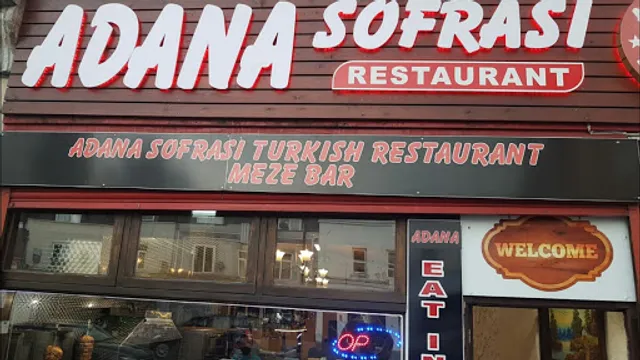 ADANA SOFRASI
RESTAURANT
ADANA SOFRASI TURKISH RESTAURANT
MEZE BAR
WELCOME
ADANA
EAT IN
OP